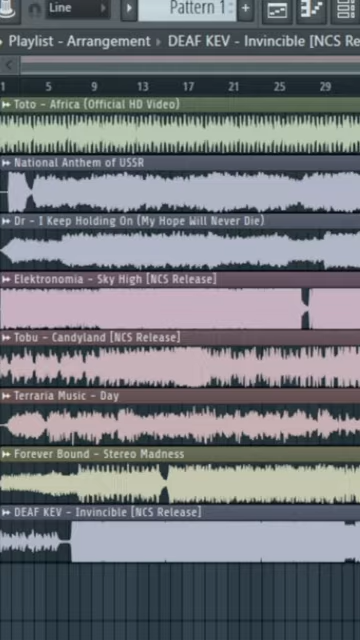 Line
Pattern 1
+
Playlist - Arrangement DEAF KEV - Invincible [NCS Re
1 5 9 13 17 21 25 29
Toto - Africa (Official HD Video)
National Anthem of USSR
Dr - I Keep Holding On (My Hope Will Never Die)
Elektronomia - Sky High [NCS Release]
Tobu - Candyland [NCS Release]
Terraria Music - Day
Forever Bound - Stereo Madness
DEAF KEV - Invincible [NCS Release]